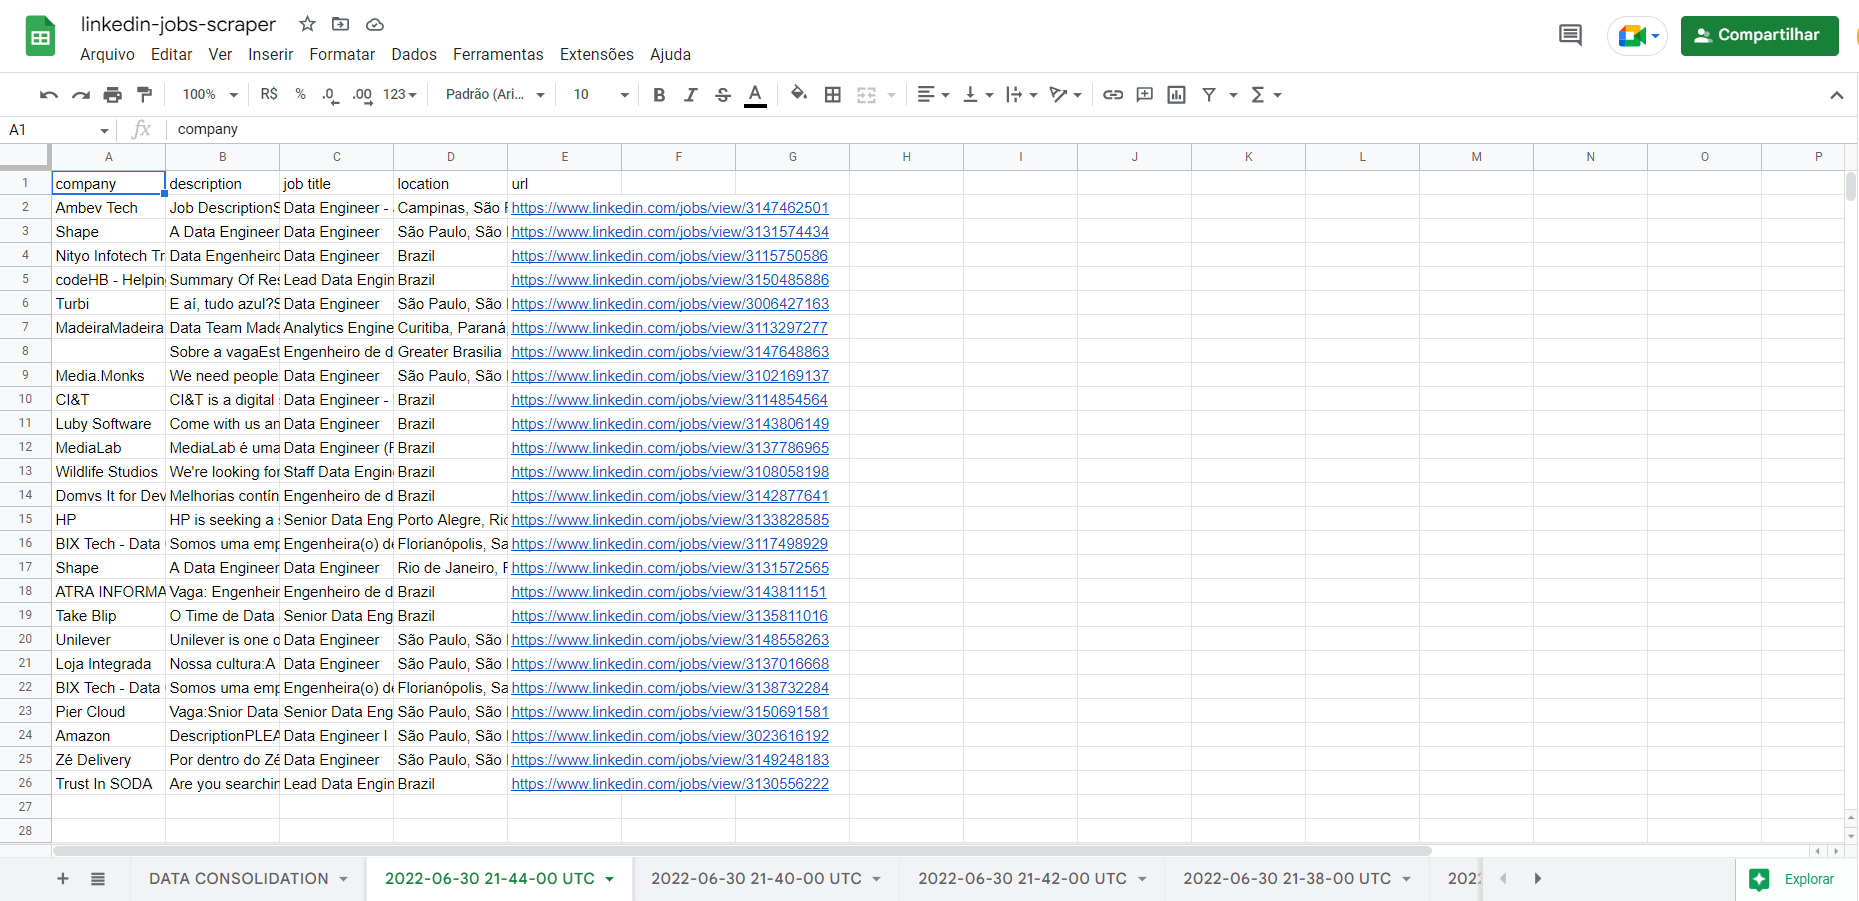 linkedin-jobs-scraper
Arquivo Editar Ver Inserir Formatar Dados Ferramentas Extensões Ajuda
Compartilhar
100% R$ % .0 .00 123 Padrão (Ari... 10 B I S A
A1 fx company
A B C D E F G H I J K L M N O P
1 company description job title location url
2 Ambev Tech Job DescriptionS Data Engineer - Campinas, São https://www.linkedin.com/jobs/view/3147462501
3 Shape A Data Engineer Data Engineer São Paulo, São https://www.linkedin.com/jobs/view/3131574434
4 Nityo Infotech Tr Data Engenheiro Data Engineer Brazil https://www.linkedin.com/jobs/view/3115750586
5 codeHB - Helpin Summary Of Res Lead Data Engin Brazil https://www.linkedin.com/jobs/view/3150485886
6 Turbi E aí, tudo azul?S Data Engineer São Paulo, São https://www.linkedin.com/jobs/view/3006427163
7 MadeiraMadeira Data Team Made Analytics Engine Curitiba, Paraná https://www.linkedin.com/jobs/view/3113297277
8 Sobre a vagaEst Engenheiro de d Greater Brasilia https://www.linkedin.com/jobs/view/3147648863
9 Media.Monks We need people Data Engineer São Paulo, São https://www.linkedin.com/jobs/view/3102169137
10 CI&T CI&T is a digital Data Engineer - Brazil https://www.linkedin.com/jobs/view/3114854564
11 Luby Software Come with us an Data Engineer Brazil https://www.linkedin.com/jobs/view/3143806149
12 MediaLab MediaLab é uma Data Engineer (F Brazil https://www.linkedin.com/jobs/view/3137786965
13 Wildlife Studios We're looking for Staff Data Engin Brazil https://www.linkedin.com/jobs/view/3108058198
14 Domvs It for Dev Melhorias contín Engenheiro de d Brazil https://www.linkedin.com/jobs/view/3142877641
15 HP HP is seeking a Senior Data Eng Porto Alegre, Rio https://www.linkedin.com/jobs/view/3133828585
16 BIX Tech - Data Somos uma emp Engenheira(o) de Florianópolis, Sa https://www.linkedin.com/jobs/view/3117498929
17 Shape A Data Engineer Data Engineer Rio de Janeiro, https://www.linkedin.com/jobs/view/3131572565
18 ATRA INFORMA Vaga: Engenheir Engenheiro de d Brazil https://www.linkedin.com/jobs/view/3143811151
19 Take Blip O Time de Data Senior Data Eng Brazil https://www.linkedin.com/jobs/view/3135811016
20 Unilever Unilever is one o Data Engineer São Paulo, São https://www.linkedin.com/jobs/view/3148558263
21 Loja Integrada Nossa cultura:A Data Engineer São Paulo, São https://www.linkedin.com/jobs/view/3137016668
22 BIX Tech - Data Somos uma emp Engenheira(o) de Florianópolis, Sa https://www.linkedin.com/jobs/view/3138732284
23 Pier Cloud Vaga:Snior Data Senior Data Eng São Paulo, São https://www.linkedin.com/jobs/view/3150691581
24 Amazon DescriptionPLEA Data Engineer I São Paulo, São https://www.linkedin.com/jobs/view/3023616192
25 Zé Delivery Por dentro do Zé Data Engineer São Paulo, São https://www.linkedin.com/jobs/view/3149248183
26 Trust In SODA Are you searchin Lead Data Engin Brazil https://www.linkedin.com/jobs/view/3130556222
27
28
DATA CONSOLIDATION 2022-06-30 21-44-00 UTC 2022-06-30 21-40-00 UTC 2022-06-30 21-42-00 UTC 2022-06-30 21-38-00 UTC 2022 Explorar